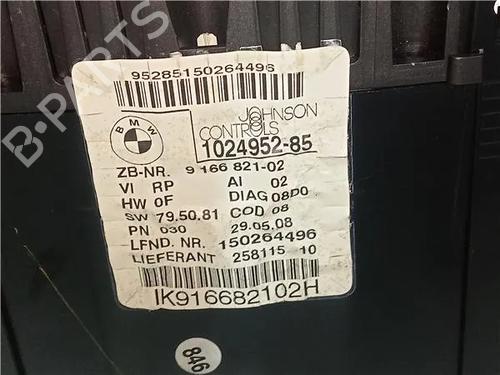 B-PARTS
95285150264496
BMW
JOHNSON
CONTROLS
1024952-85
ZB-NR. 9 166 821-02
VI RP AI 02
HW 0F DIAG 08D0
SW 79.50.81 COD 08
PN 030 29.05.08
LFND. NR. 150264496
LIEFERANT 258115 10
IK916682102H
846